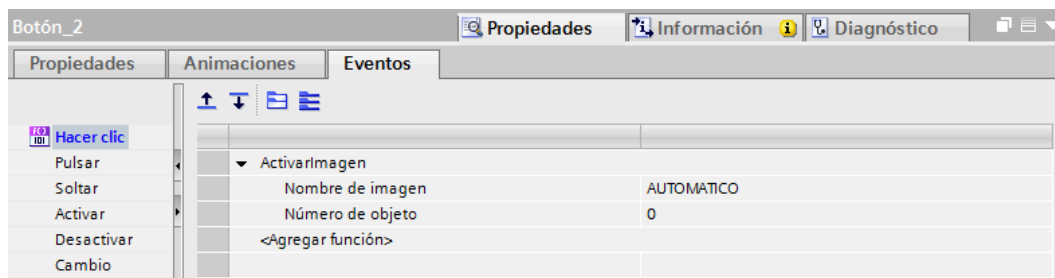 Botón_2
Propiedades
Información
Diagnóstico
Propiedades
Animaciones
Eventos
Hacer clic
Pulsar
Soltar
Activar
Desactivar
Cambio
ActivarImagen
Nombre de imagen AUTOMATICO
Número de objeto 0
<Agregar función>